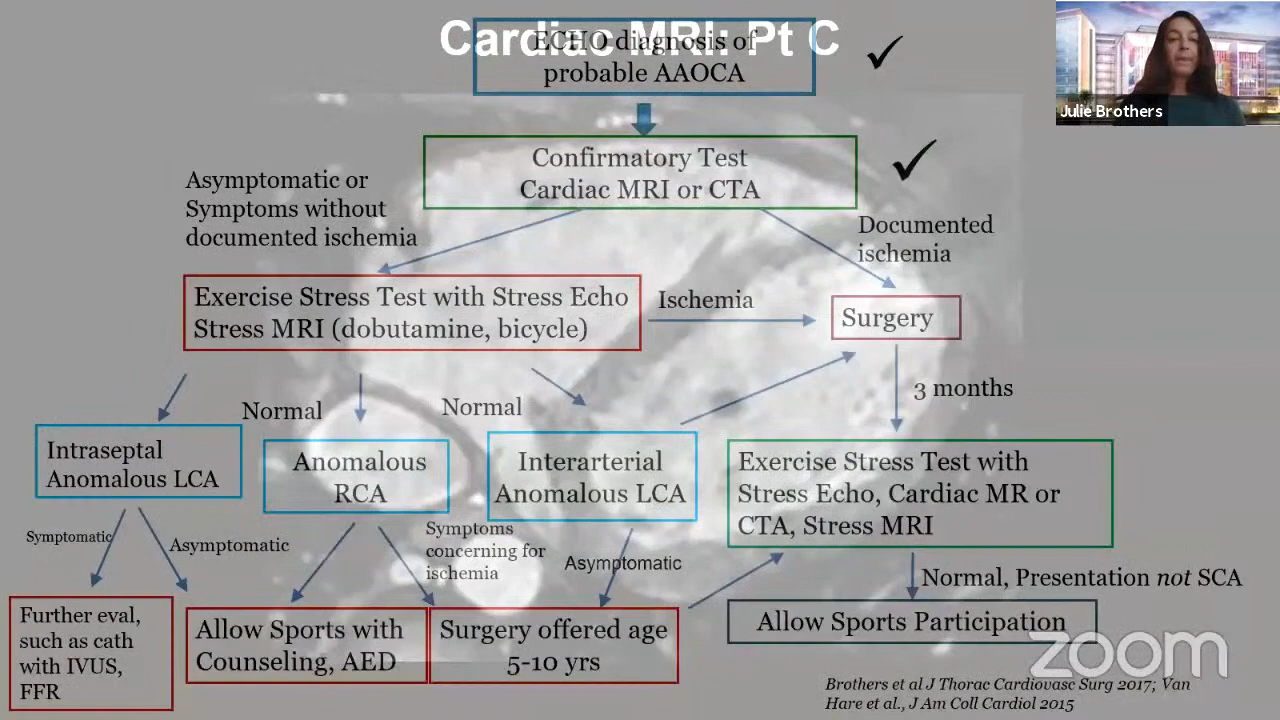 Cardiac MRI: Pt C
ECHO diagnosis of
probable AAOCA
Julie Brothers
Confirmatory Test
Cardiac MRI or CTA
Asymptomatic or
Symptoms without
documented ischemia
Documented
ischemia
Exercise Stress Test with Stress Echo
Stress MRI (dobutamine, bicycle)
Ischemia
Surgery
3 months
Normal
Normal
Intraseptal
Anomalous LCA
Anomalous
RCA
Interarterial
Anomalous LCA
Exercise Stress Test with
Stress Echo, Cardiac MR or
CTA, Stress MRI
Symptomatic
Asymptomatic
Symptoms
concerning for
ischemia
Asymptomatic
Normal, Presentation not SCA
Further eval,
such as cath
with IVUS,
FFR
Allow Sports with
Counseling, AED
Surgery offered age
5-10 yrs
Allow Sports Participation
zoom
Brothers et al J Thorac Cardiovasc Surg 2017; Van
Hare et al., J Am Coll Cardiol 2015